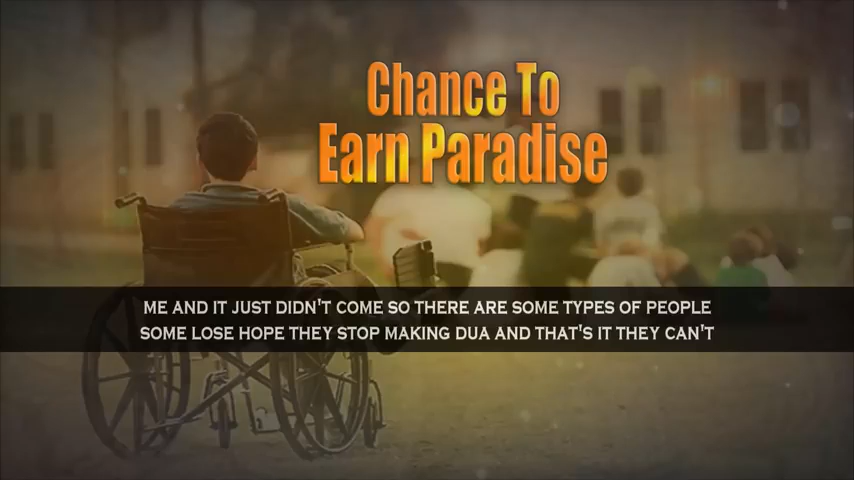 Chance To
Earn Paradise
ME AND IT JUST DIDN'T COME SO THERE ARE SOME TYPES OF PEOPLE
SOME LOSE HOPE THEY STOP MAKING DUA AND THAT'S IT THEY CAN'T